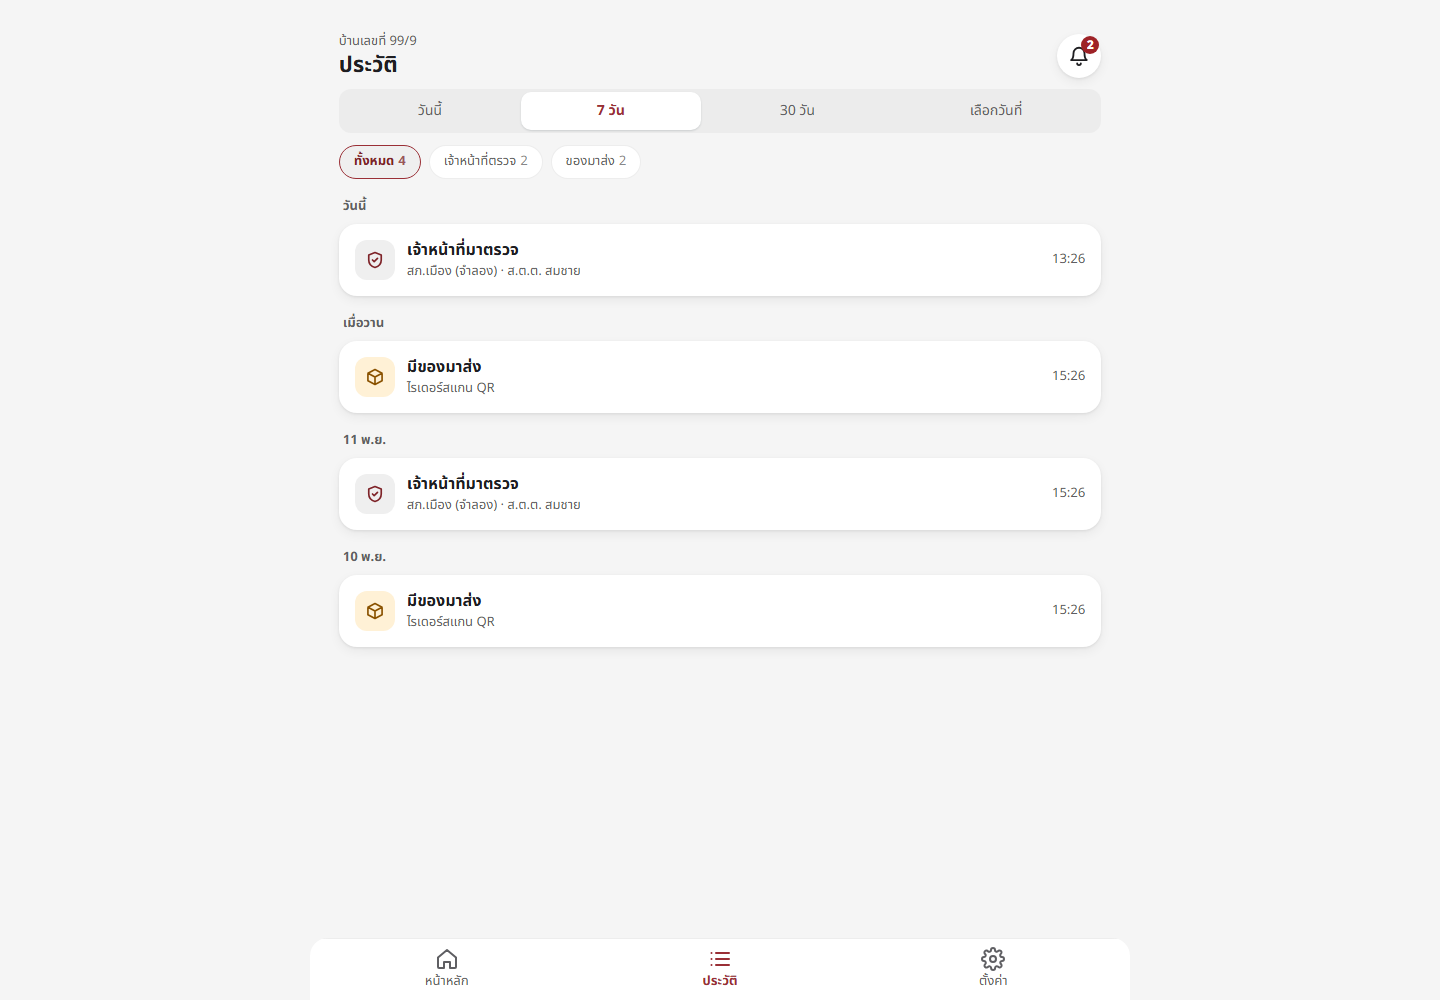 บ้านเลขที่ 99/9
ประวัติ
2
วันนี้
7 วัน
30 วัน
เลือกวันที่
ทั้งหมด 4
เจ้าหน้าที่ตรวจ 2
ของมาส่ง 2
วันนี้
เจ้าหน้าที่มาตรวจ
สภ.เมือง (จำลอง) · ส.ต.ต. สมชาย
13:26
เมื่อวาน
มีของมาส่ง
ไรเดอร์สแกน QR
15:26
11 พ.ย.
เจ้าหน้าที่มาตรวจ
สภ.เมือง (จำลอง) · ส.ต.ต. สมชาย
15:26
10 พ.ย.
มีของมาส่ง
ไรเดอร์สแกน QR
15:26
หน้าหลัก
ประวัติ
ตั้งค่า